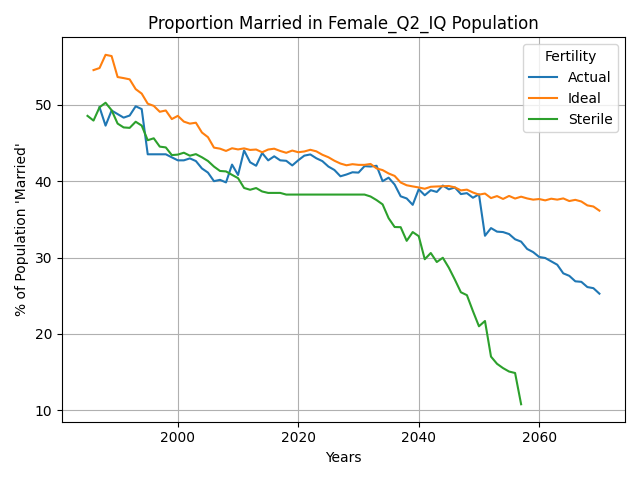 Proportion Married in Female_Q2_IQ Population
Fertility
Actual
Ideal
Sterile
% of Population 'Married'
50
40
30
20
10
2000
2020
2040
2060
Years